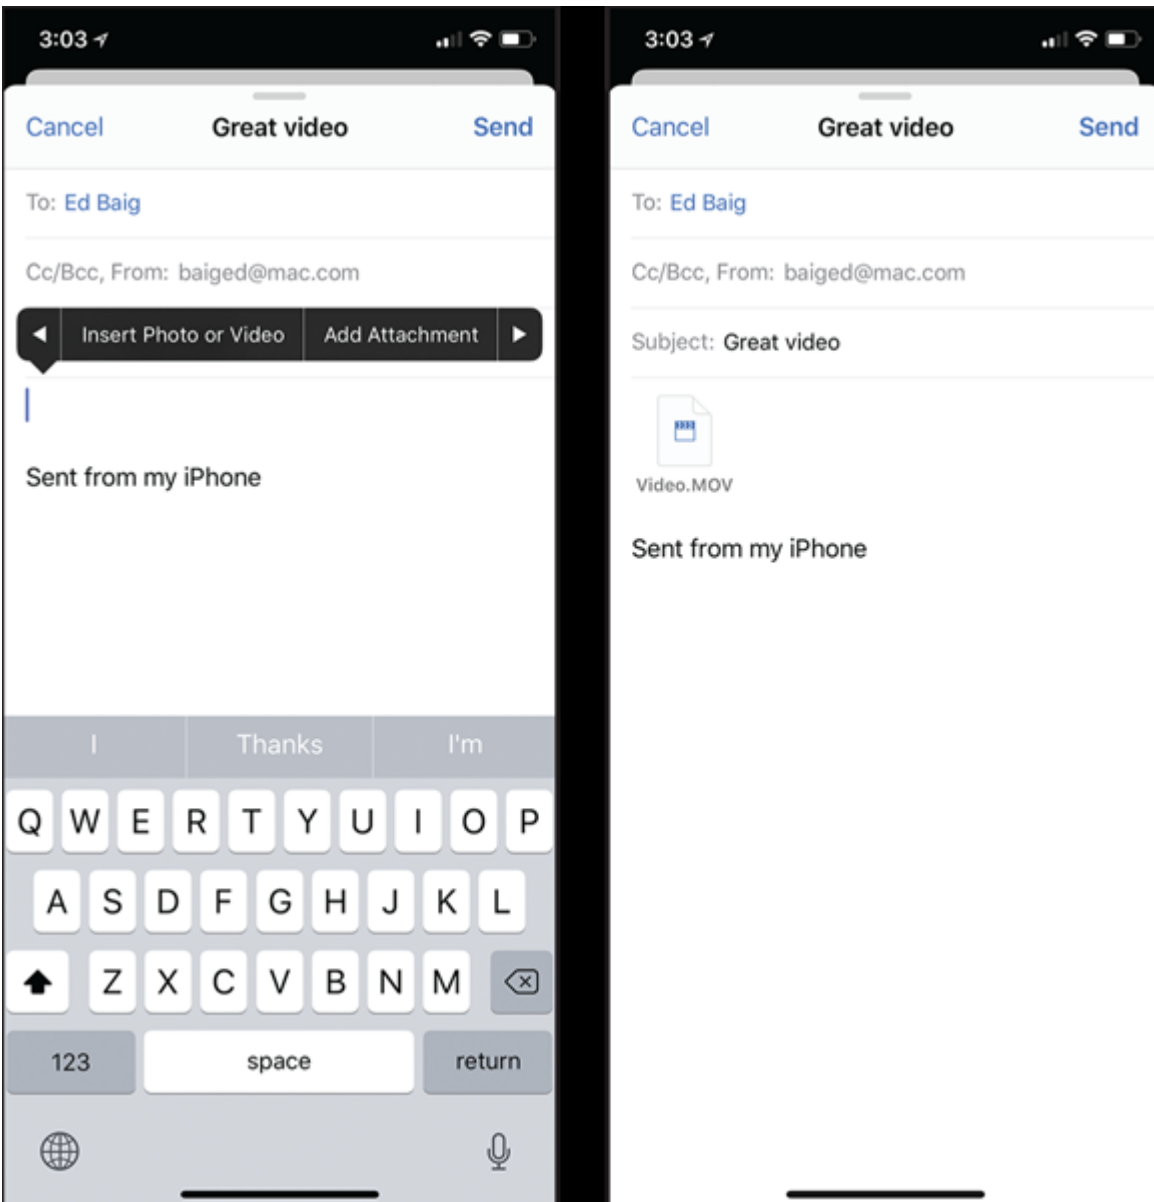 3:03
Cancel Great video Send
To: Ed Baig
Cc/Bcc, From: baiged@mac.com
Insert Photo or Video Add Attachment
Sent from my iPhone
I Thanks I'm
Q W E R T Y U I O P
A S D F G H J K L
Z X C V B N M
123 space return
3:03
Cancel Great video Send
To: Ed Baig
Cc/Bcc, From: baiged@mac.com
Subject: Great video
Video.MOV
Sent from my iPhone